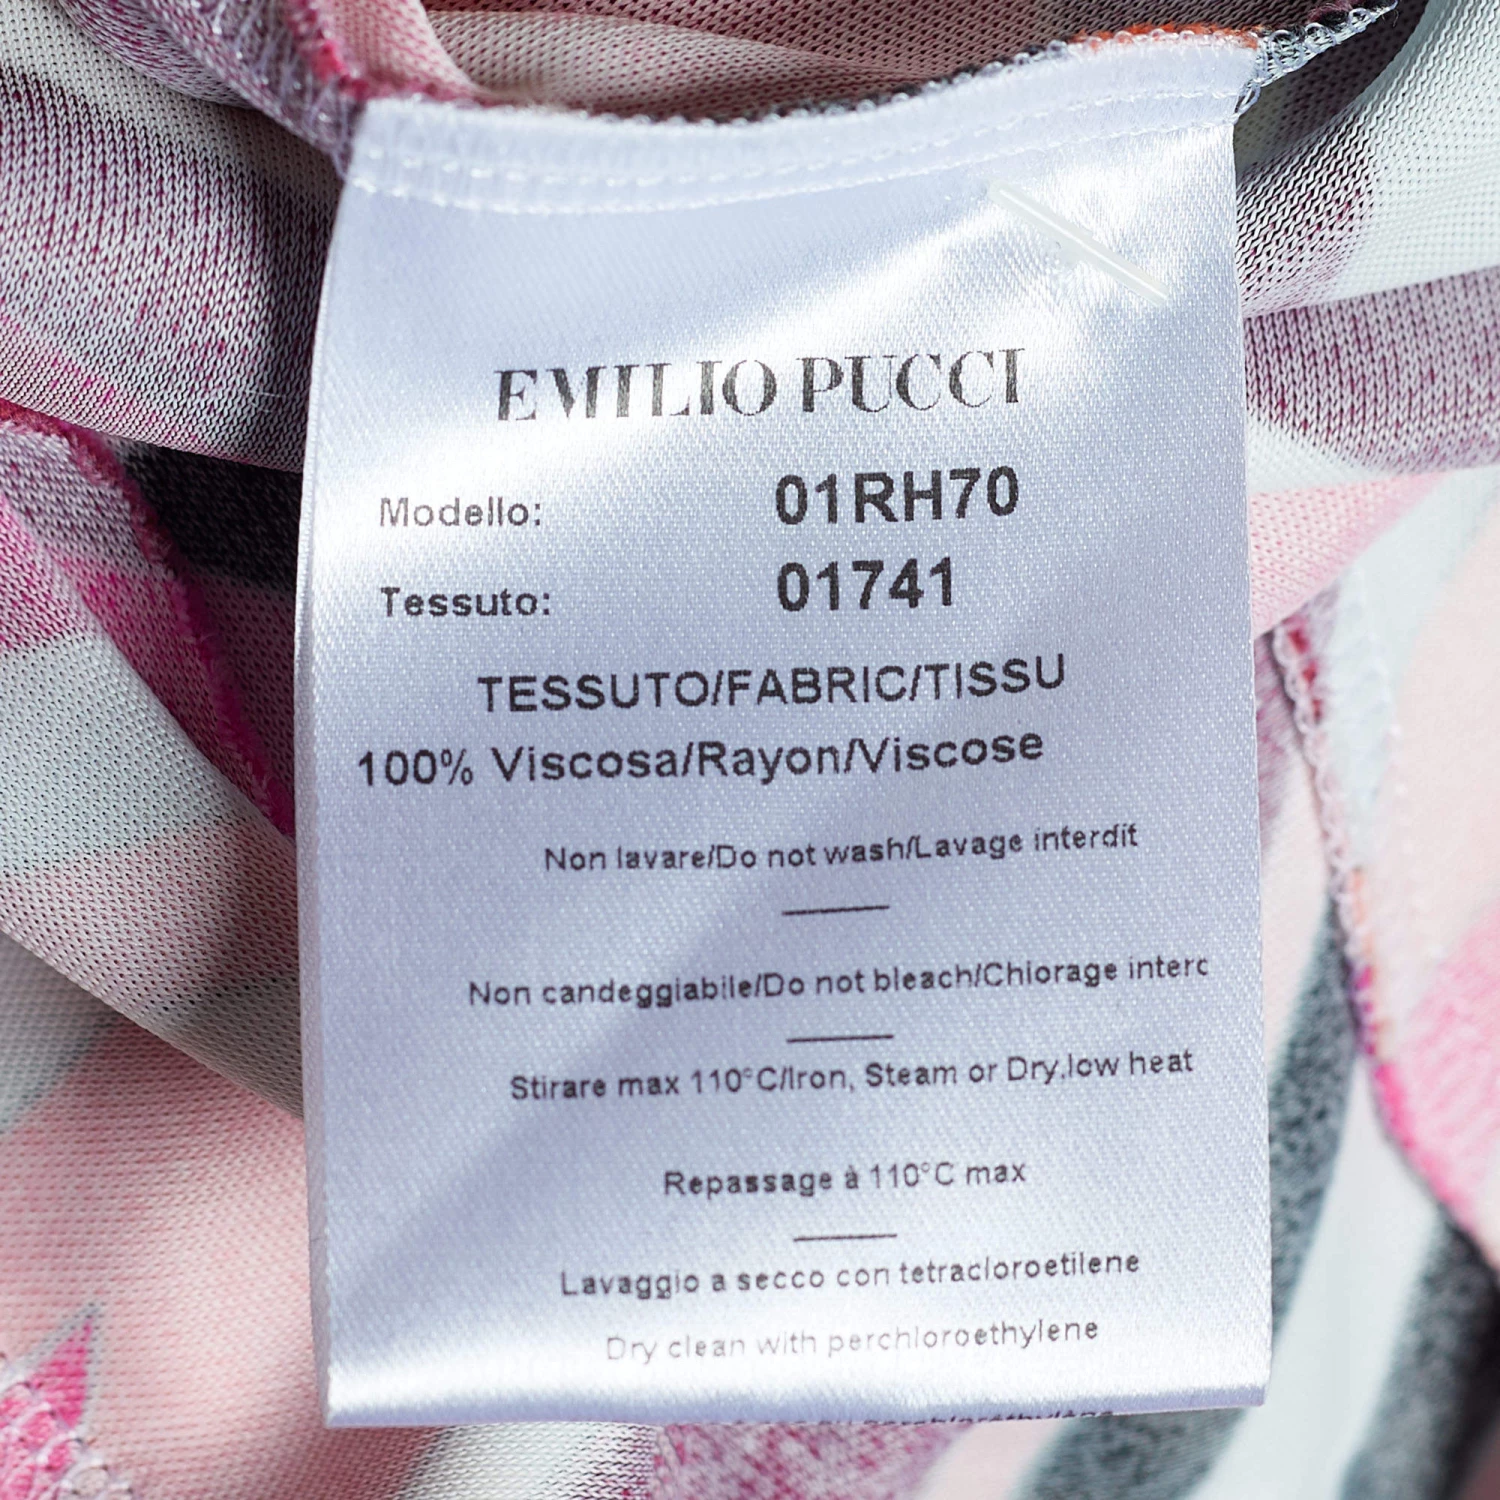 EMILIO PUCCI
Modello: 01RH70
Tessuto: 01741
TESSUTO/FABRIC/TISSU
100% Viscosa/Rayon/Viscose
Non lavare/Do not wash/Lavage interdit
Non candeggiabile/Do not bleach/Chlorage interc
Stirare max 110°C/Iron, Steam or Dry.low heat
Repassage à 110°C max
Lavaggio a secco con tetracloroetilene
Dry clean with perchloroethylene
perchloréthylène